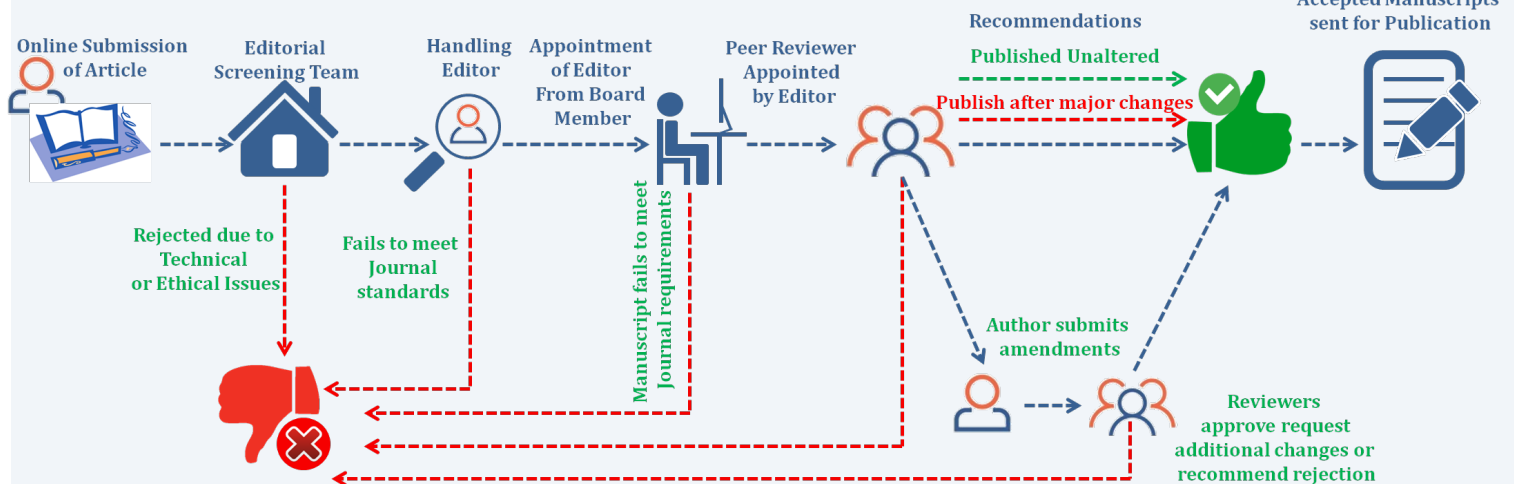 Online Submission
of Article
Editorial
Screening Team
Handling
Editor
Appointment
of Editor
From Board
Member
Peer Reviewer
Appointed
by Editor
Recommendations
Published Unaltered
Publish after major changes
Accepted Manuscripts
sent for Publication
Rejected due to
Technical
or Ethical Issues
Fails to meet
Journal
standards
Manuscript fails to meet
Journal requirements
Author submits
amendments
Reviewers
approve request
additional changes or
recommend rejection